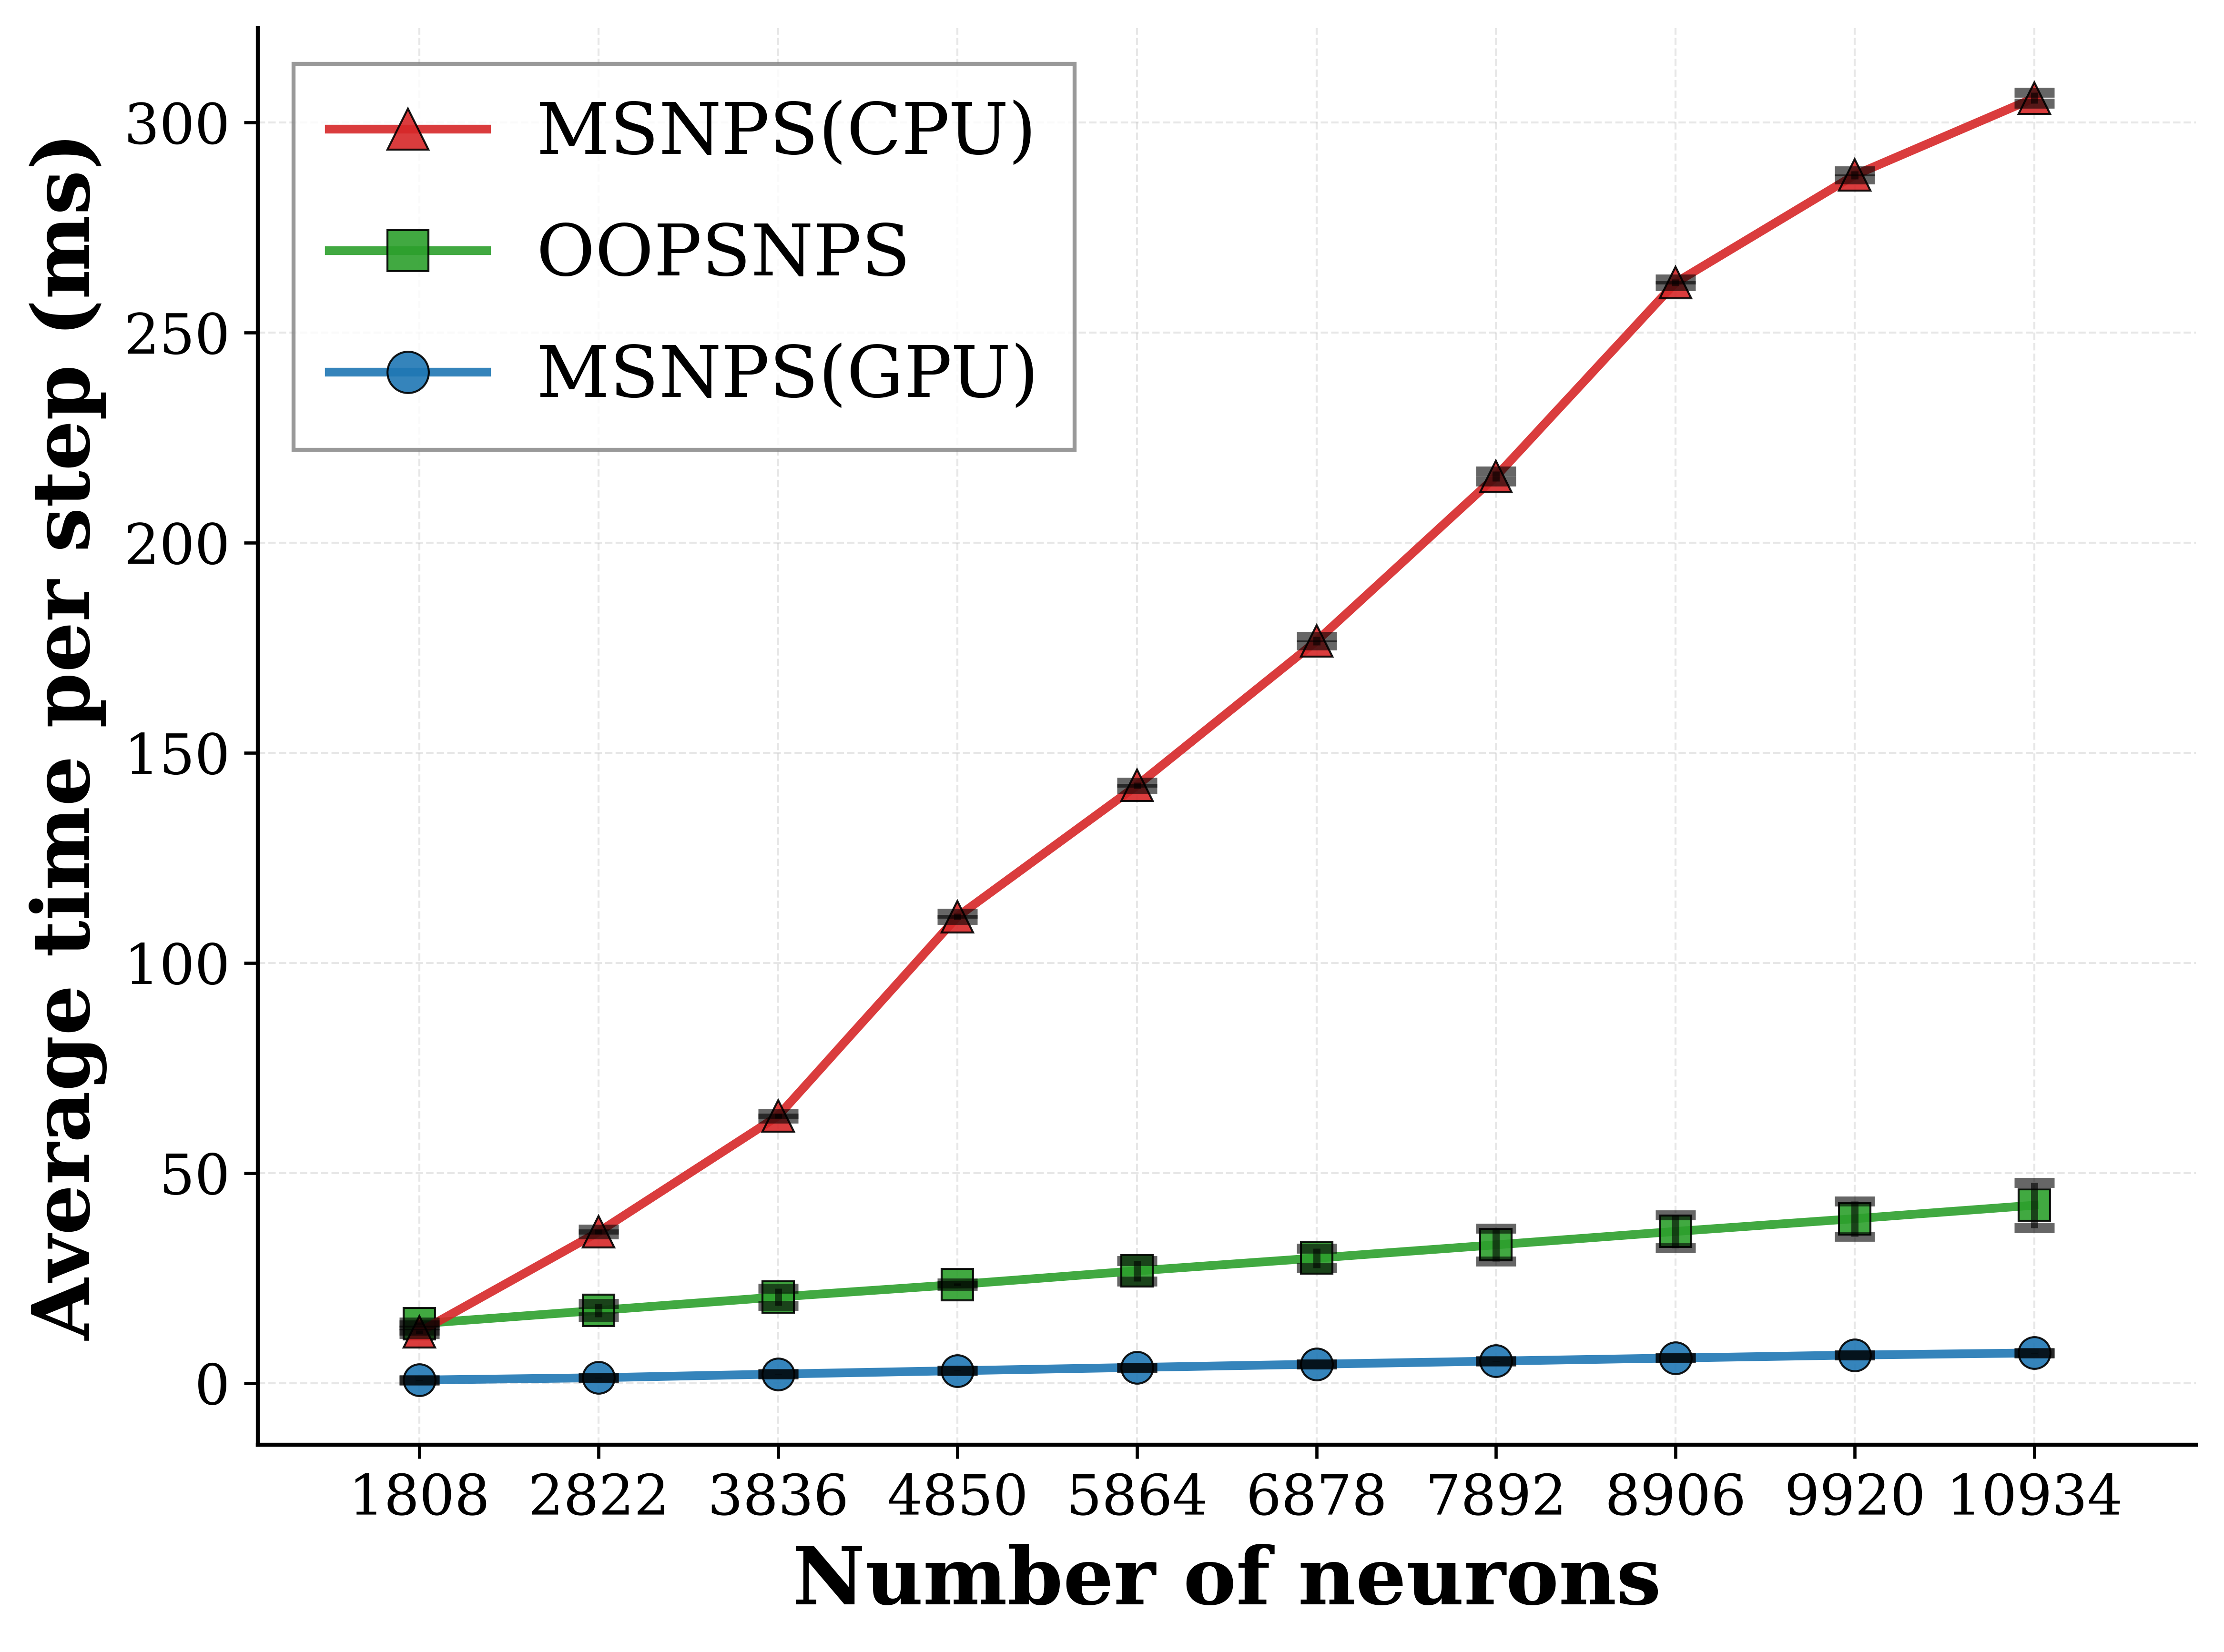 MSNPS(CPU)
OOPSNPS
MSNPS(GPU)
Average time per step (ms)
300
250
200
150
100
50
0
1808 2822 3836 4850 5864 6878 7892 8906 9920 10934
Number of neurons